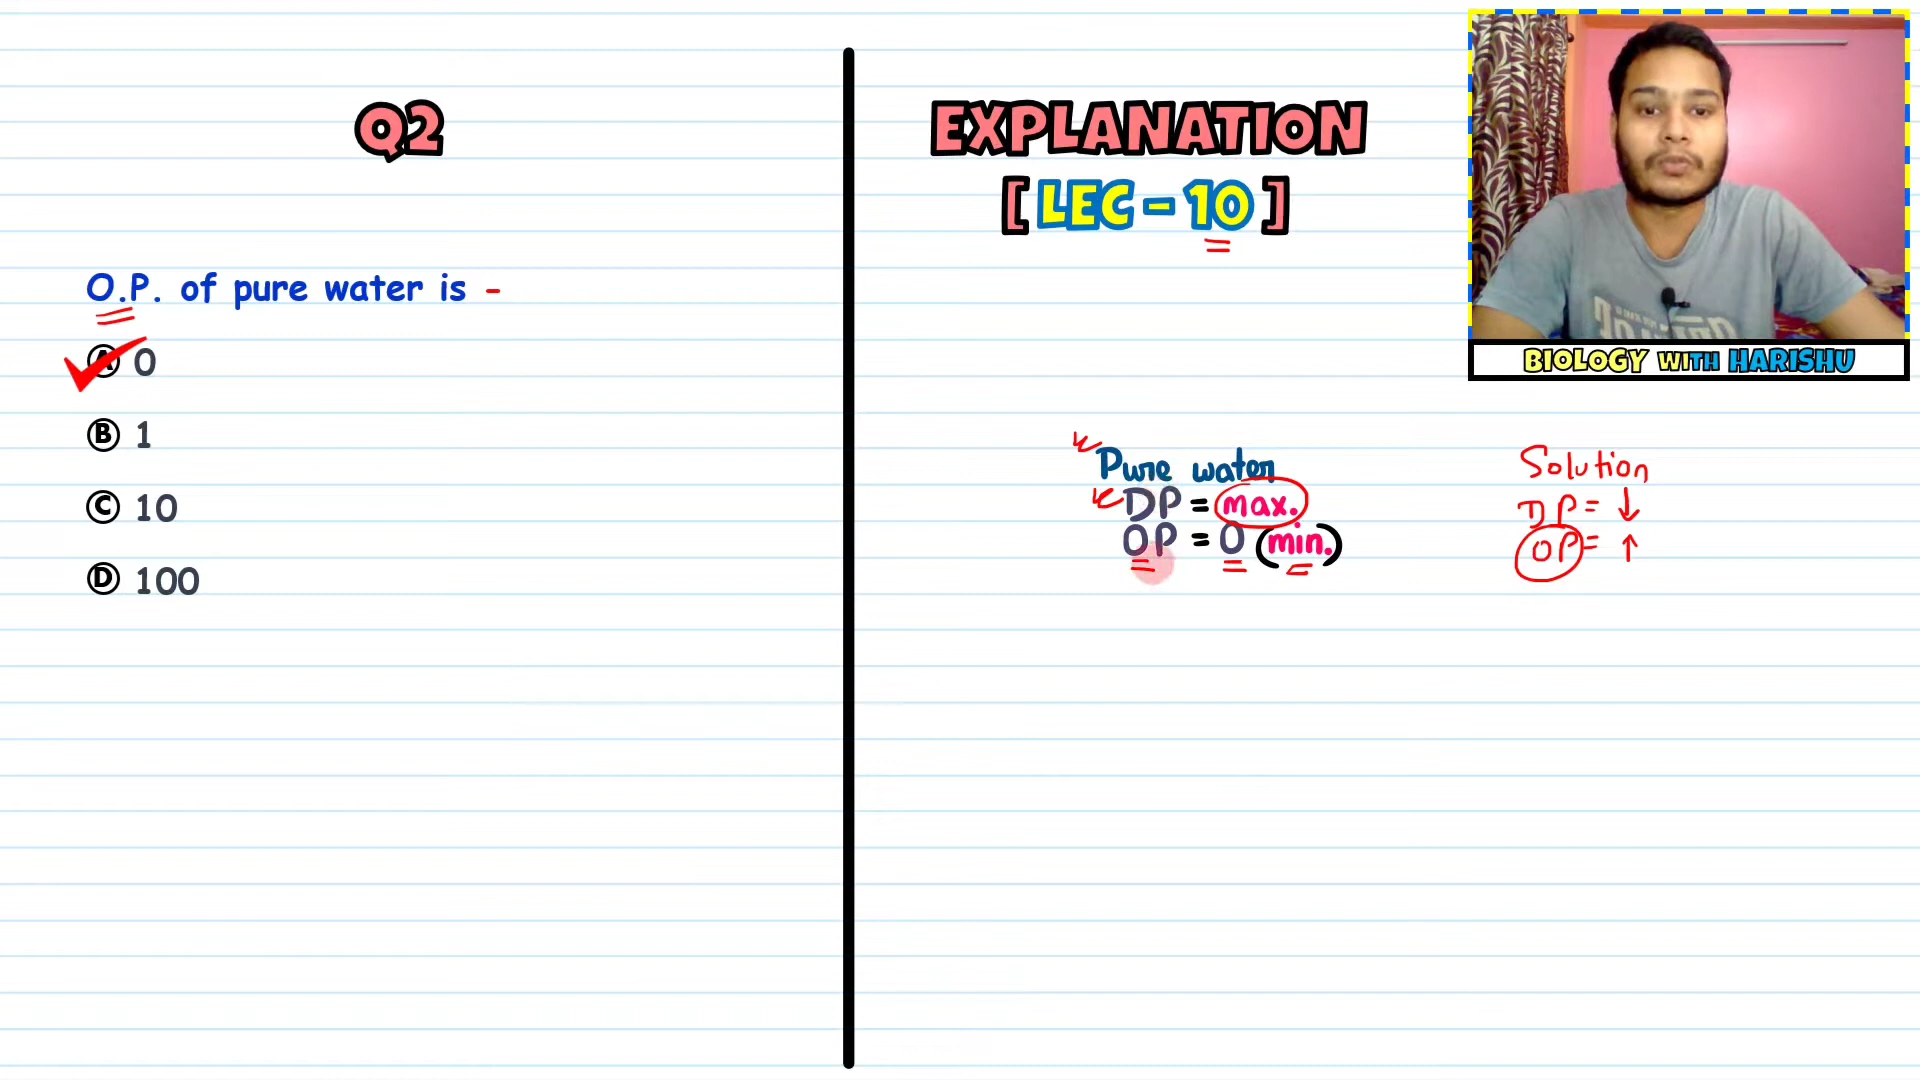 Q2
O.P. of pure water is -
Ⓐ 0
Ⓑ 1
Ⓒ 10
Ⓓ 100
EXPLANATION
[ LEC - 10 ]
Pure water
DP = max.
OP = 0 (min.)
Solution
DP = ↓
OP = ↑
BIOLOGY WITH HARISHU